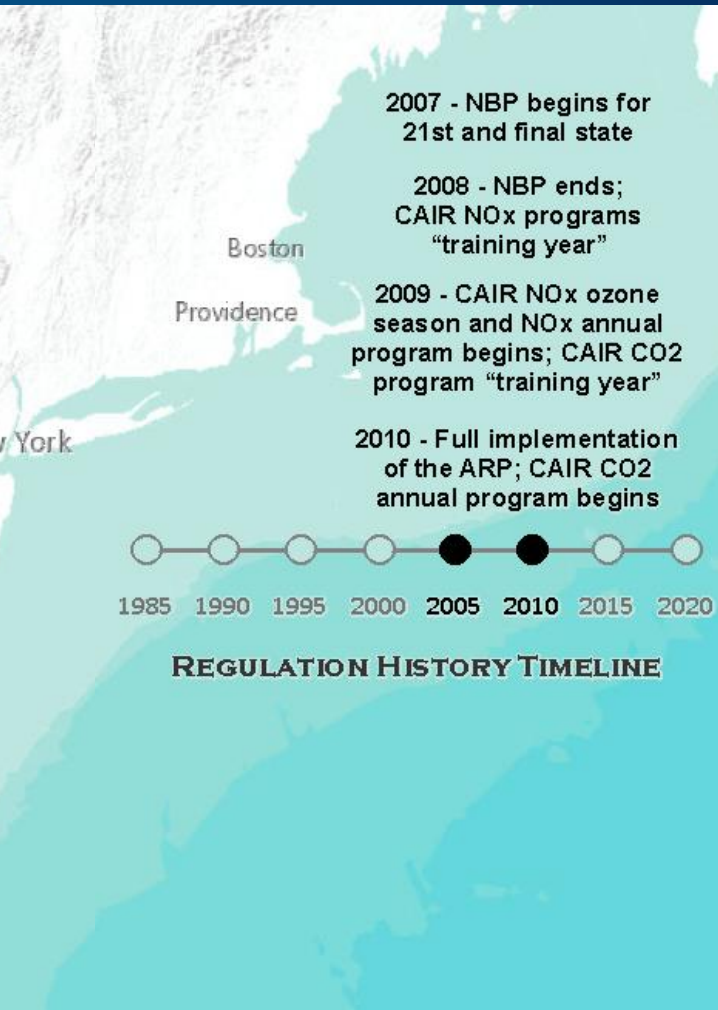 2007 - NBP begins for
21st and final state
2008 - NBP ends;
CAIR NOx programs
“training year”
Boston
2009 - CAIR NOx ozone
season and NOx annual
program begins; CAIR CO2
program “training year”
Providence
2010 - Full implementation
of the ARP; CAIR CO2
annual program begins
York
1985 1990 1995 2000 2005 2010 2015 2020
REGULATION HISTORY TIMELINE